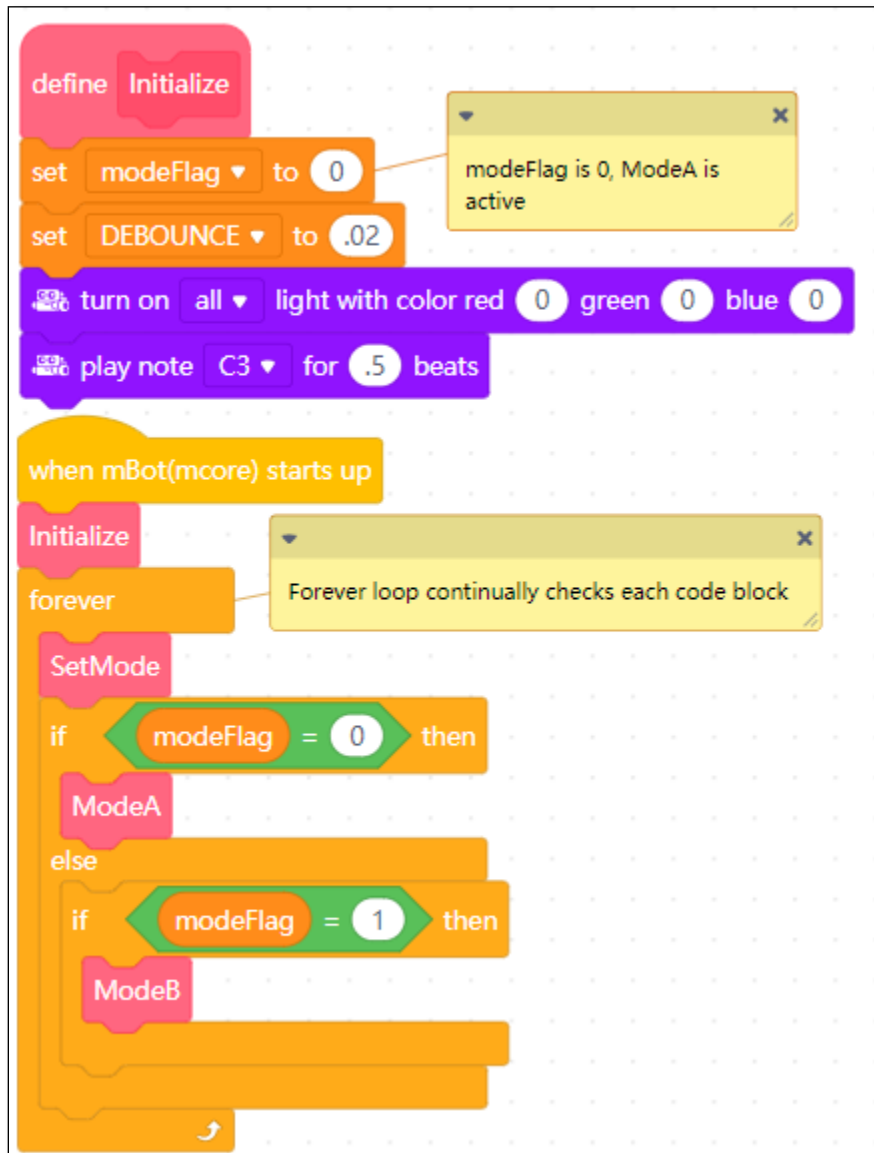 define Initialize
set modeFlag to 0
modeFlag is 0, ModeA is
active
set DEBOUNCE to .02
turn on all light with color red 0 green 0 blue 0
play note C3 for .5 beats
when mBot(mcore) starts up
Initialize
forever
Forever loop continually checks each code block
SetMode
if modeFlag = 0 then
ModeA
else
if modeFlag = 1 then
ModeB